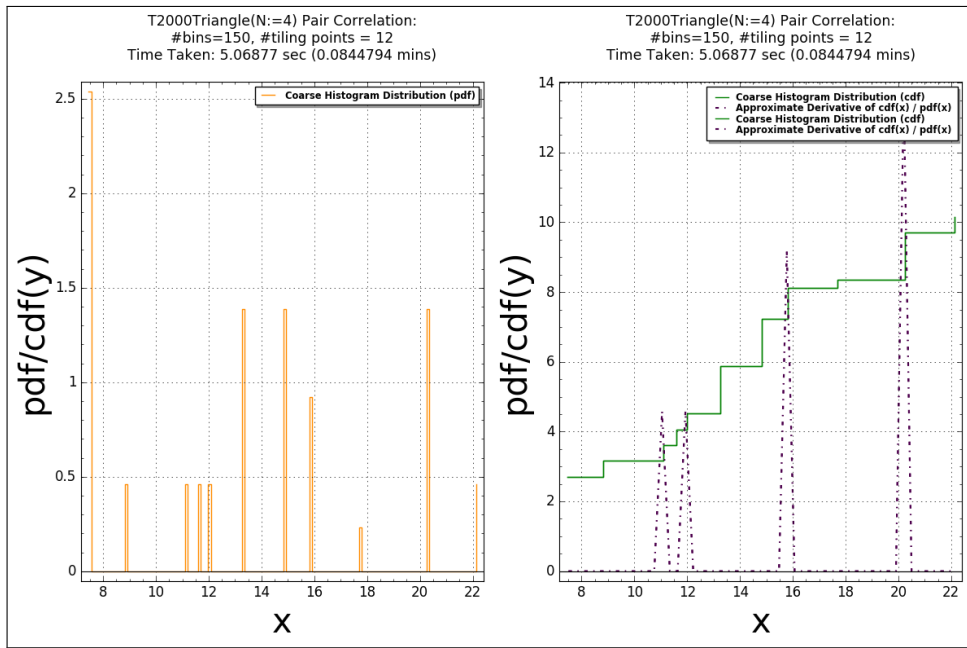 T2000Triangle(N:=4) Pair Correlation:
#bins=150, #tiling points = 12
Time Taken: 5.06877 sec (0.0844794 mins)
Coarse Histogram Distribution (pdf)
2.5
2
1.5
1
0.5
0
8
10
12
14
16
18
20
22
pdf/cdf(y)
x
T2000Triangle(N:=4) Pair Correlation:
#bins=150, #tiling points = 12
Time Taken: 5.06877 sec (0.0844794 mins)
Coarse Histogram Distribution (cdf)
Approximate Derivative of cdf(x) / pdf(x)
Coarse Histogram Distribution (cdf)
Approximate Derivative of cdf(x) / pdf(x)
14
12
10
8
6
4
2
0
8
10
12
14
16
18
20
22
pdf/cdf(y)
x